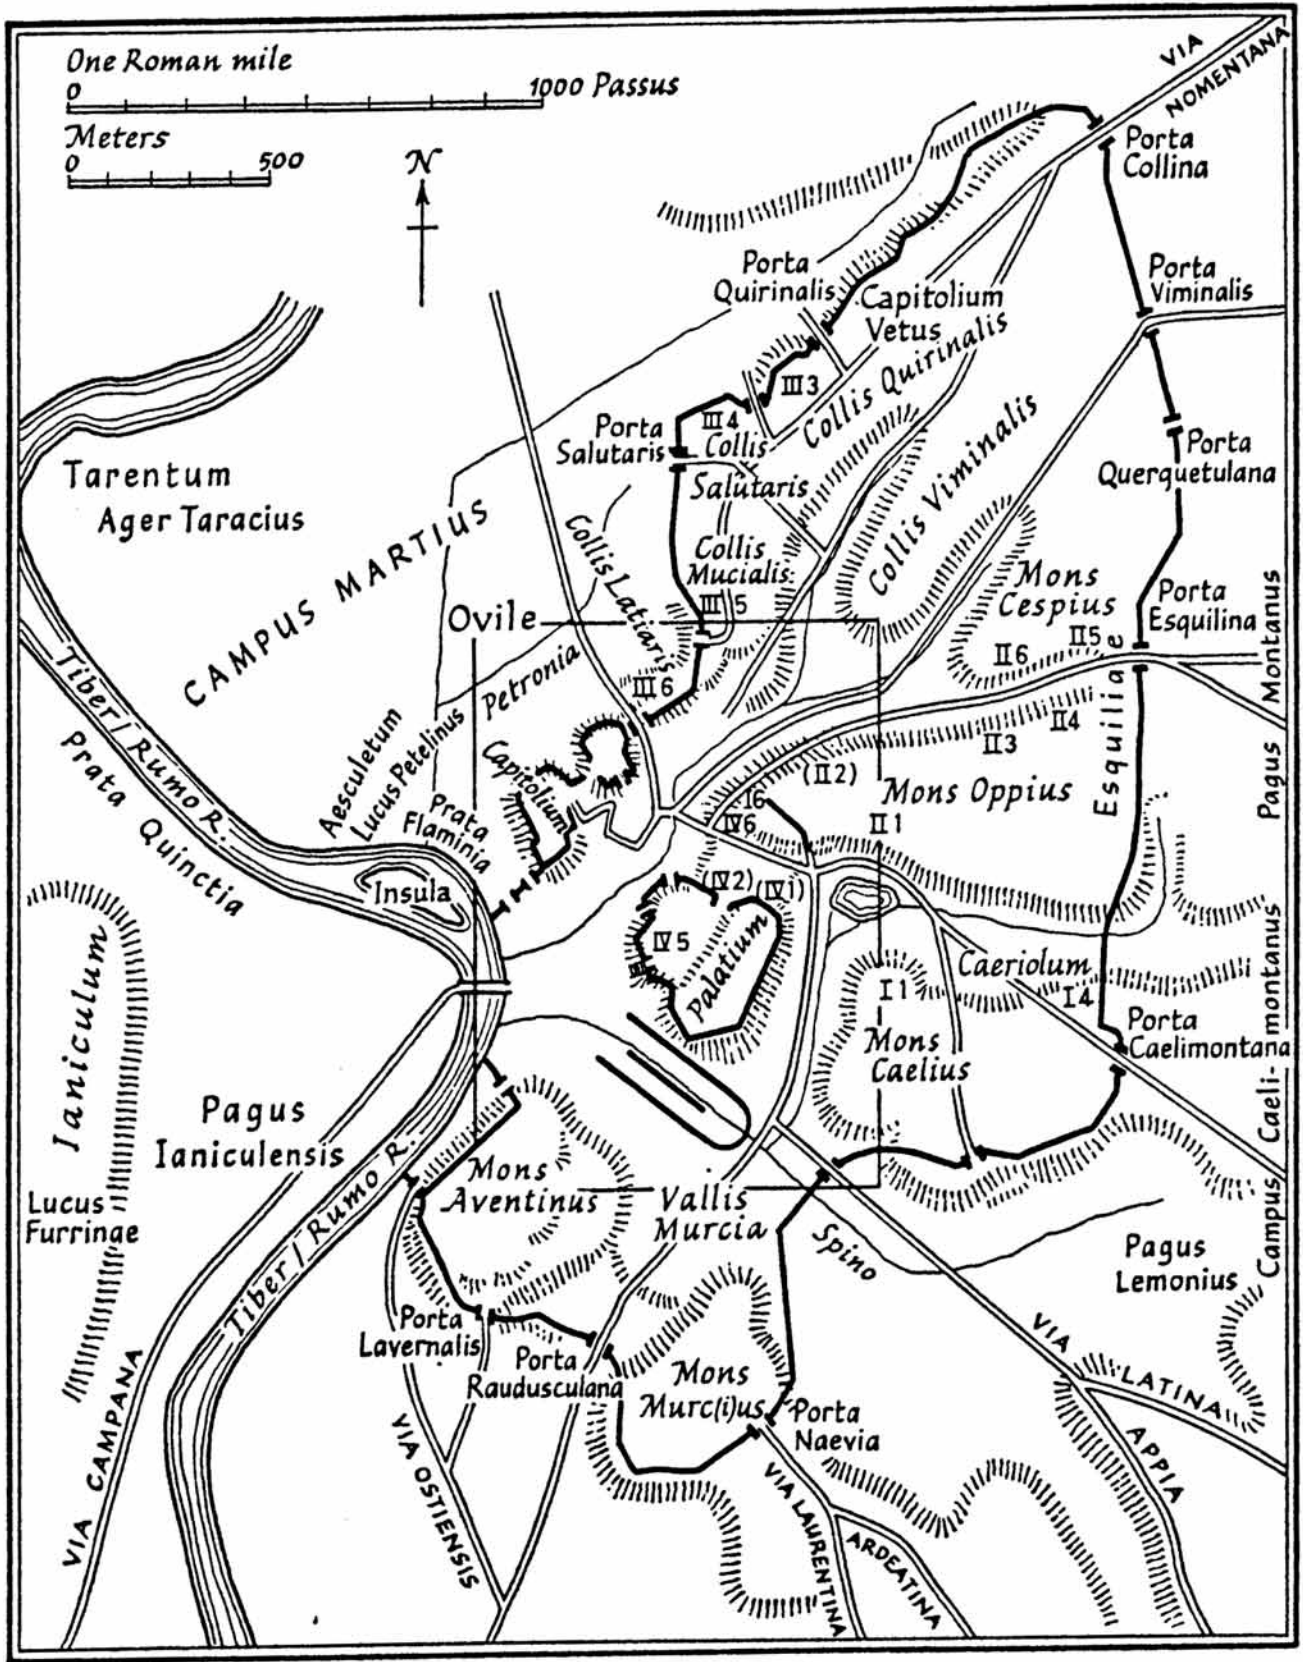 One Roman mile
0 1000 Passus
Meters
0 500
N
VIA
NOMENTANA
Porta
Collina
Porta
Quirinalis
Capitolium
Vetus
Porta
Viminalis
Collis Quirinalis
III 3
III 4
Porta
Salutaris
Collis
Salutaris
Collis Viminalis
Porta
Querquetulana
Tarentum
Ager Taracius
CAMPUS MARTIUS
Collis Latiaris
Collis
Mucialis
III 5
Mons
Cespius
Porta
Esquilina
II 5
II 6
Ovile
Petronia
III 6
II 4
II 3
(II 2)
Esquiliae
Pagus Montanus
Tiber / Rumo R.
Prata Quinctia
Aesculetum
Lucus Petelinus
Prata
Flaminia
Capitolium
I 6
IV 6
Mons Oppius
II 1
Insula
(IV 2)
(IV 1)
IV 5
Palatium
Ianiculum
Caeriolum
I 1
I 4
Mons
Caelius
Porta
Caelimontana
Campus Caeli-montanus
Pagus
Ianiculensis
Tiber / Rumo R.
Lucus
Furrinae
Mons
Aventinus
Vallis
Murcia
Spino
Pagus
Lemonius
Porta
Lavernalis
Porta
Raudusculana
Mons
Murc(i)us
Porta
Naevia
VIA LATINA
APPIA
VIA CAMPANA
VIA OSTIENSIS
VIA LAURENTINA
ARDEATINA